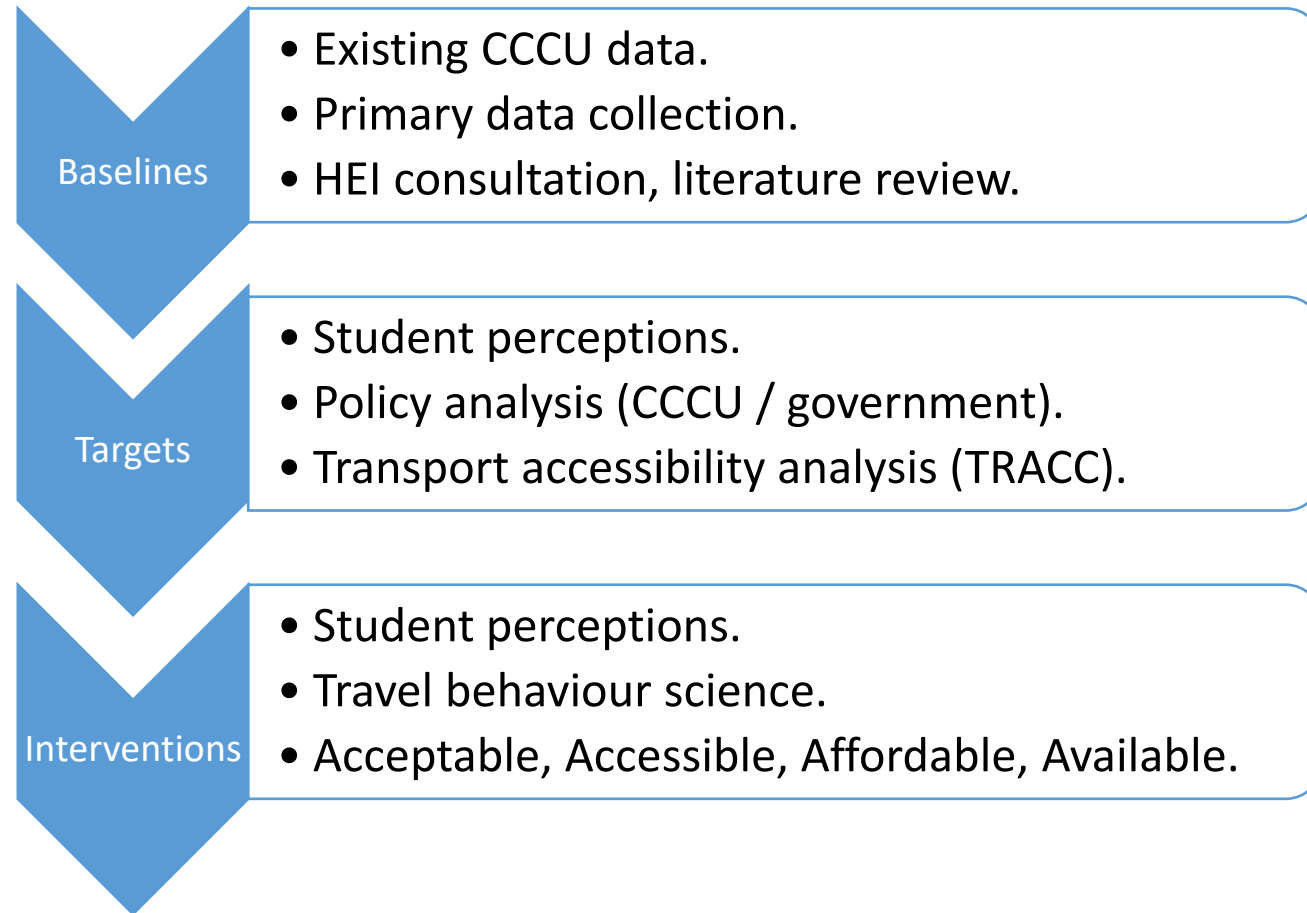 Baselines
• Existing CCCU data.
• Primary data collection.
• HEI consultation, literature review.
Targets
• Student perceptions.
• Policy analysis (CCCU / government).
• Transport accessibility analysis (TRACC).
Interventions
• Student perceptions.
• Travel behaviour science.
• Acceptable, Accessible, Affordable, Available.